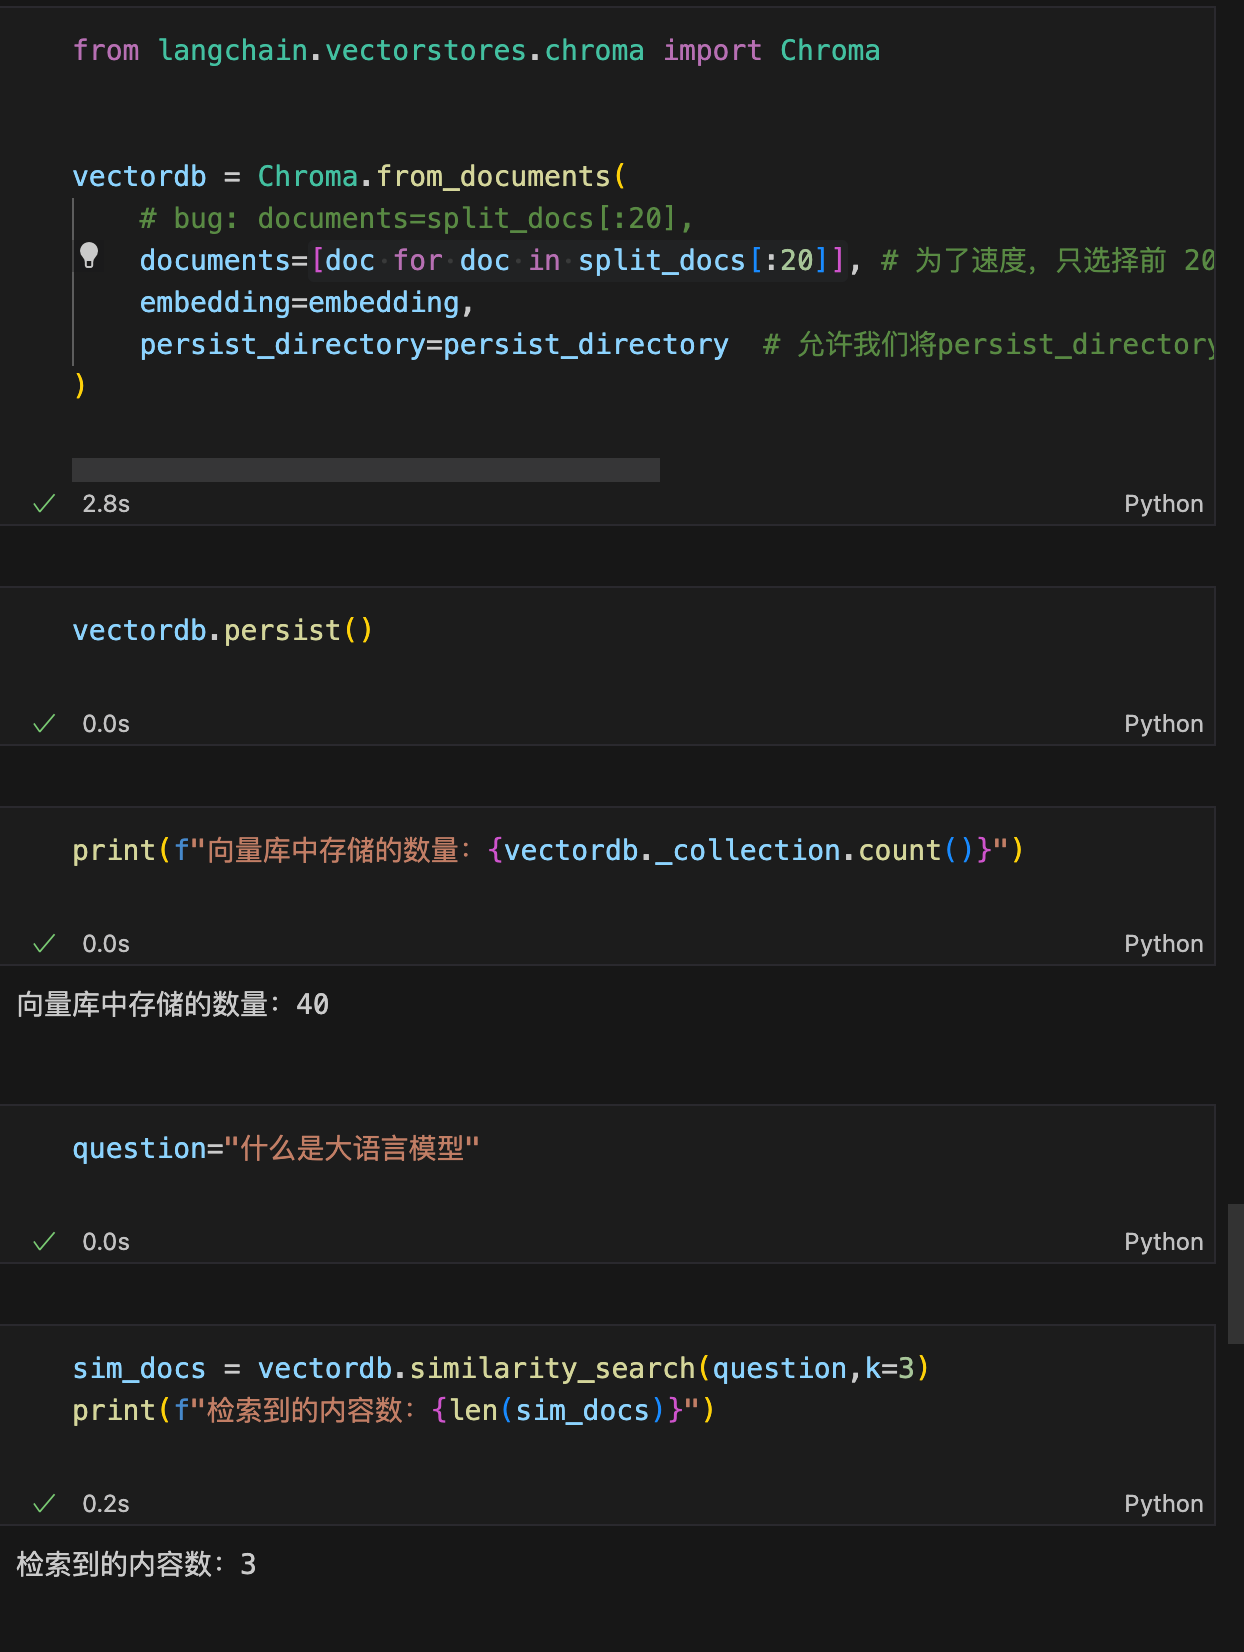 from langchain.vectorstores.chroma import Chroma
vectordb = Chroma.from_documents(
# bug: documents=split_docs[:20],
documents=[doc for doc in split_docs[:20]], # 为了速度，只选择前 20
embedding=embedding,
persist_directory=persist_directory  # 允许我们将persist_directory
)
2.8s
Python
vectordb.persist()
0.0s
Python
print(f"向量库中存储的数量：{vectordb._collection.count()}")
0.0s
Python
向量库中存储的数量：40
question="什么是大语言模型"
0.0s
Python
sim_docs = vectordb.similarity_search(question,k=3)
print(f"检索到的内容数：{len(sim_docs)}")
0.2s
Python
检索到的内容数：3